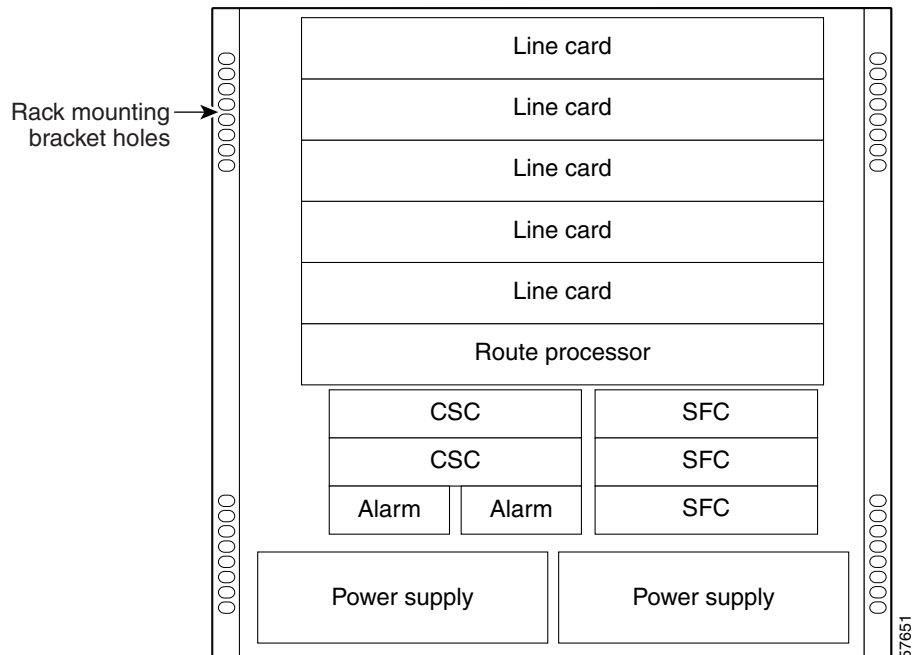 Line card
Line card
Rack mounting
bracket holes
Line card
Line card
Line card
Route processor
CSC
SFC
CSC
SFC
Alarm
Alarm
SFC
Power supply
Power supply